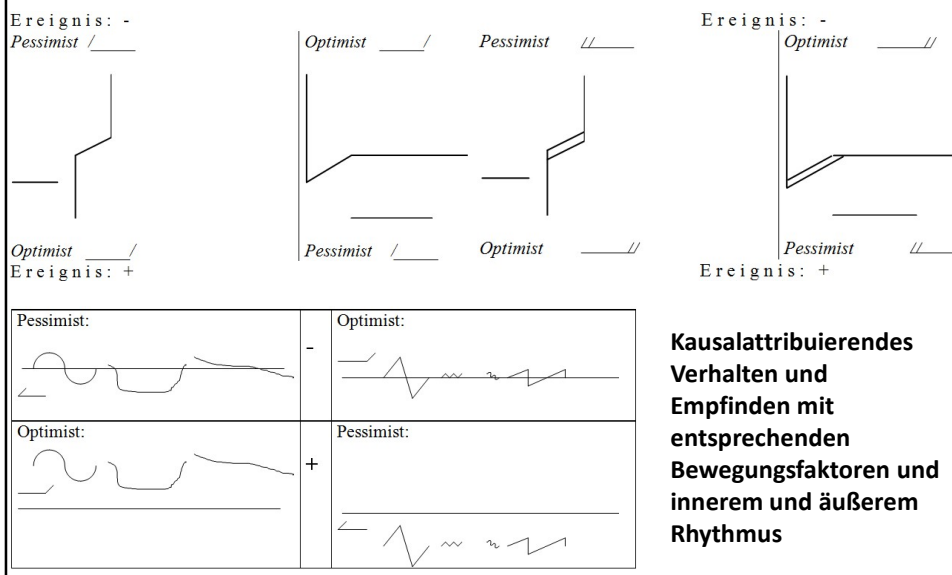 Ereignis: -
Pessimist
Optimist
Pessimist
Ereignis: -
Optimist
Optimist
Ereignis: +
Pessimist
Optimist
Pessimist
Ereignis: +
Pessimist:
-
Optimist:
Optimist:
+
Pessimist:
Kausalattribuierendes
Verhalten und
Empfinden mit
entsprechenden
Bewegungsfaktoren und
innerem und äußerem
Rhythmus